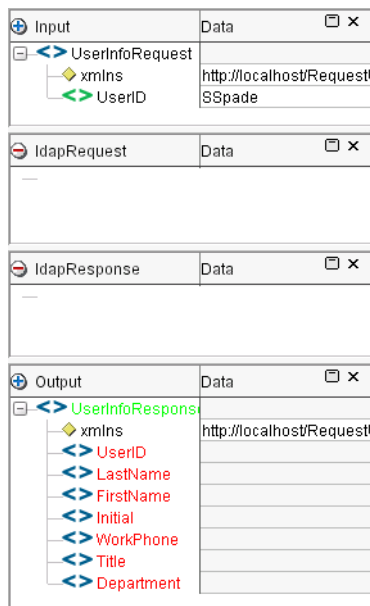 Input Data
UserInfoRequest
xmlns http://localhost/Request
UserID SSpade
ldapRequest Data
ldapResponse Data
Output Data
UserInfoRespons
xmlns http://localhost/Request
UserID
LastName
FirstName
Initial
WorkPhone
Title
Department